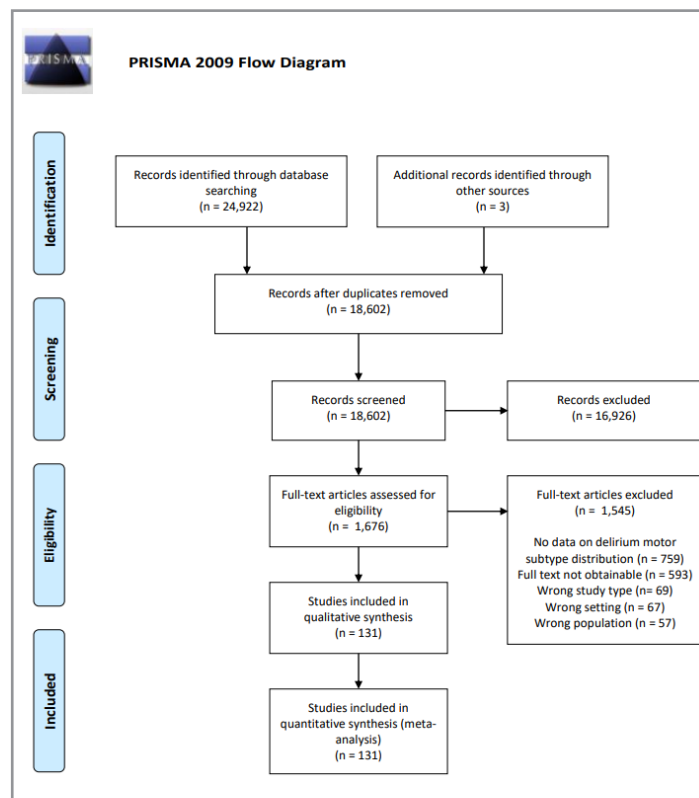 PRISMA
PRISMA 2009 Flow Diagram
Identification
Records identified through database
searching
(n = 24,922)
Additional records identified through
other sources
(n = 3)
Records after duplicates removed
(n = 18,602)
Screening
Records screened
(n = 18,602)
Records excluded
(n = 16,926)
Eligibility
Full-text articles assessed for
eligibility
(n = 1,676)
Full-text articles excluded
(n = 1,545)
No data on delirium motor
subtype distribution (n = 759)
Full text not obtainable (n = 593)
Wrong study type (n= 69)
Wrong setting (n = 67)
Wrong population (n = 57)
Studies included in
qualitative synthesis
(n = 131)
Included
Studies included in
quantitative synthesis (meta-
analysis)
(n = 131)